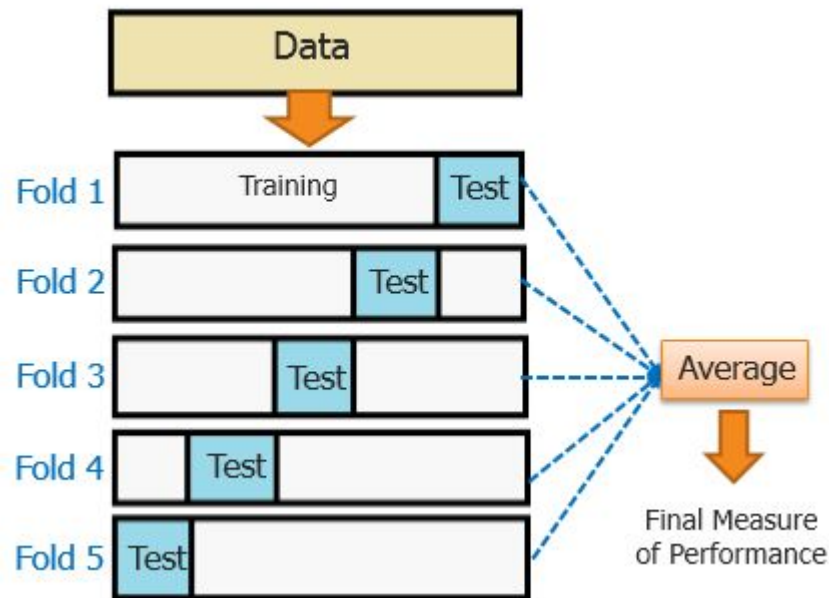 Data
Fold 1
Training
Test
Fold 2
Test
Fold 3
Test
Average
Fold 4
Test
Final Measure
of Performance
Fold 5
Test